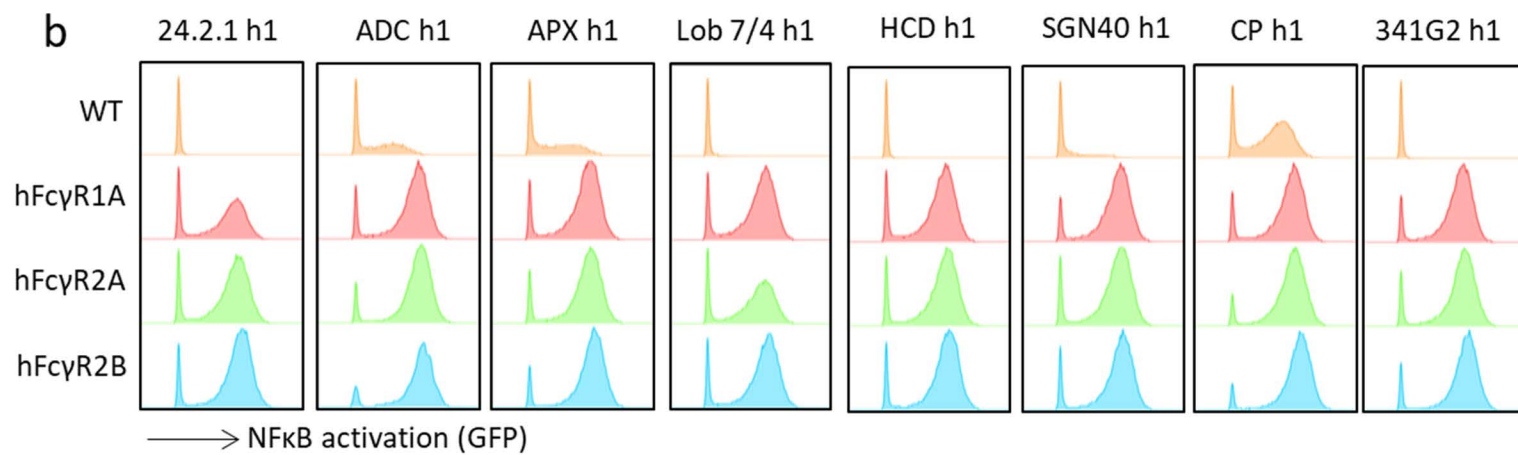 b
24.2.1 h1 ADC h1 APX h1 Lob 7/4 h1 HCD h1 SGN40 h1 CP h1 341G2 h1
WT
hFcγR1A
hFcγR2A
hFcγR2B
NFκB activation (GFP)